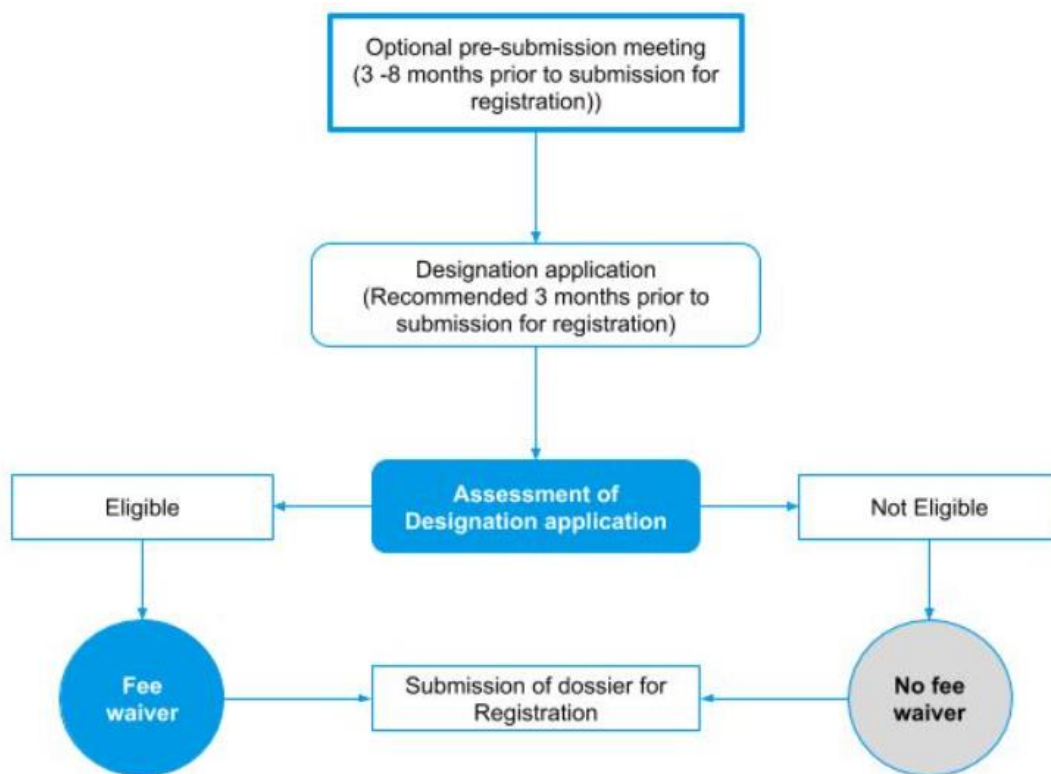 Optional pre-submission meeting
(3 -8 months prior to submission for
registration))
Designation application
(Recommended 3 months prior to
submission for registration)
Eligible
Assessment of
Designation application
Not Eligible
Fee
waiver
Submission of dossier for
Registration
No fee
waiver